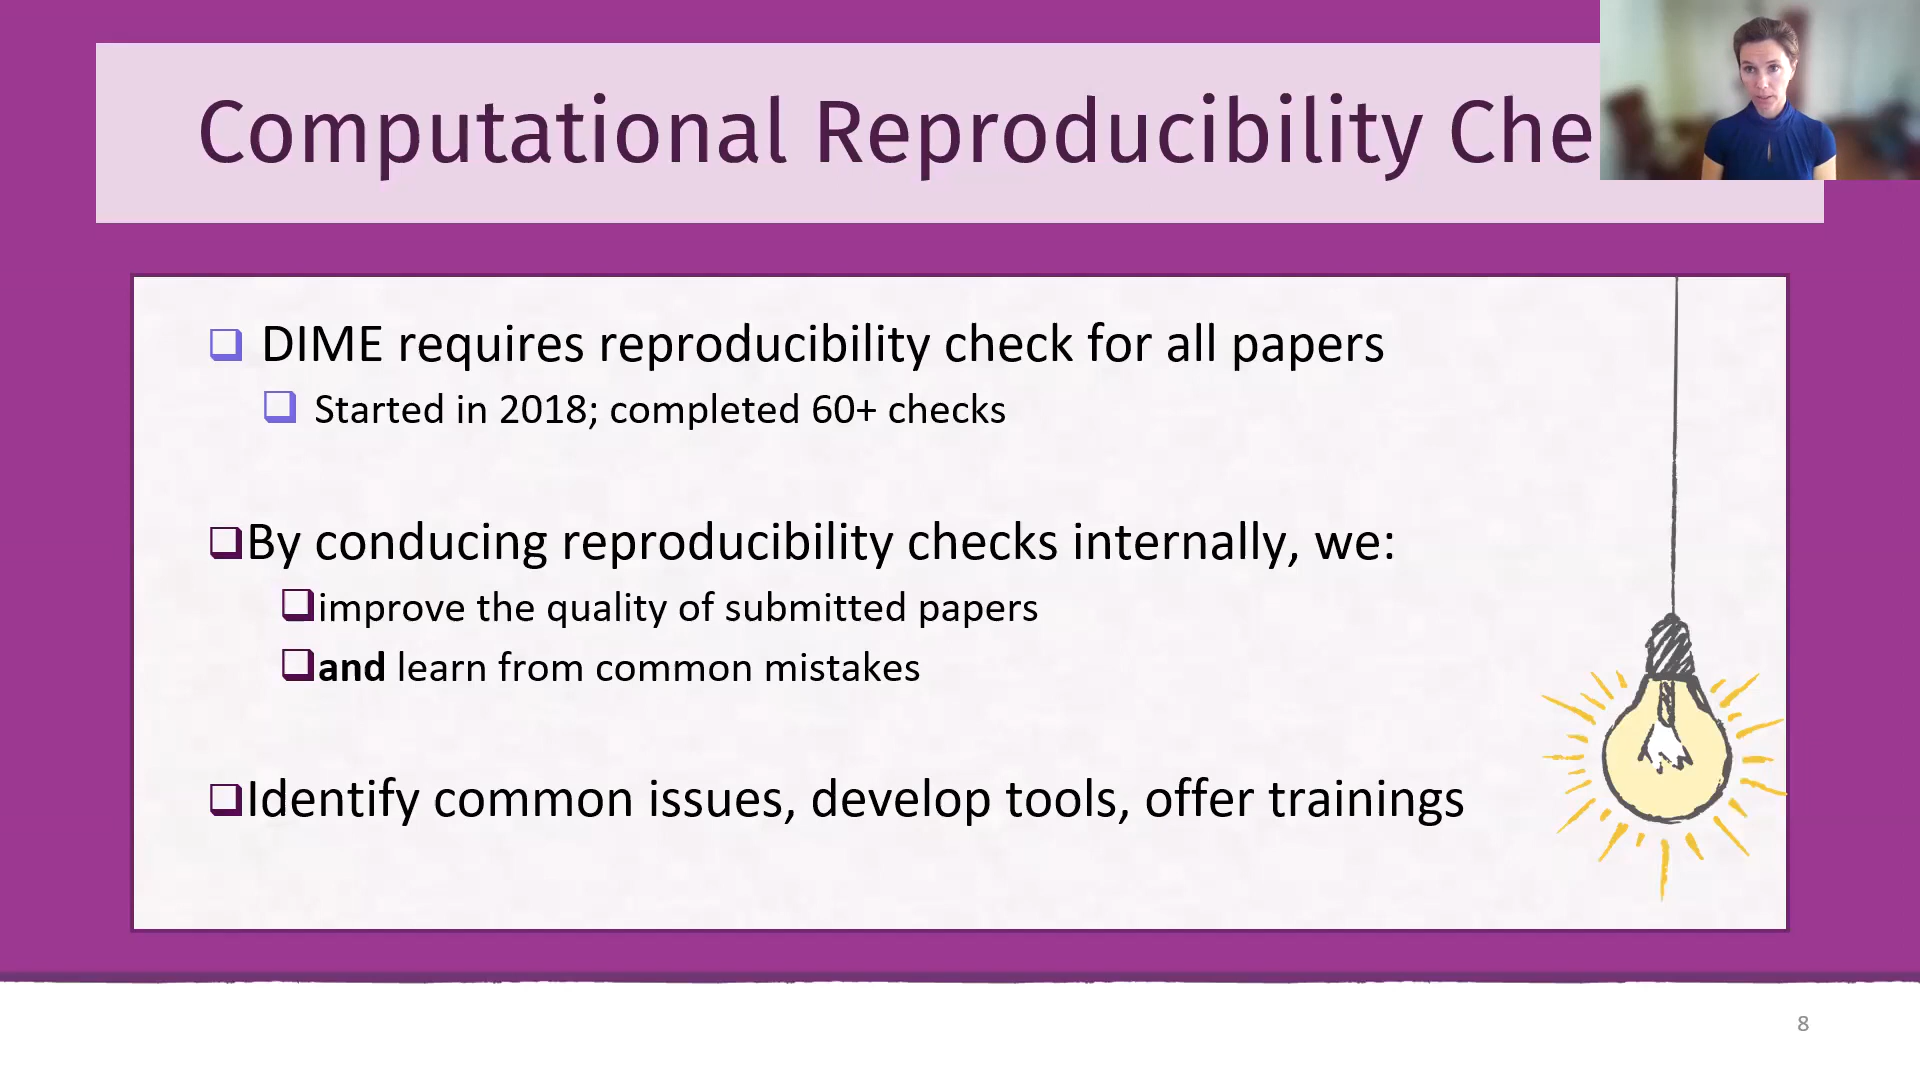 Computational Reproducibility Che
DIME requires reproducibility check for all papers
Started in 2018; completed 60+ checks
By conducing reproducibility checks internally, we:
improve the quality of submitted papers
and learn from common mistakes
Identify common issues, develop tools, offer trainings
8